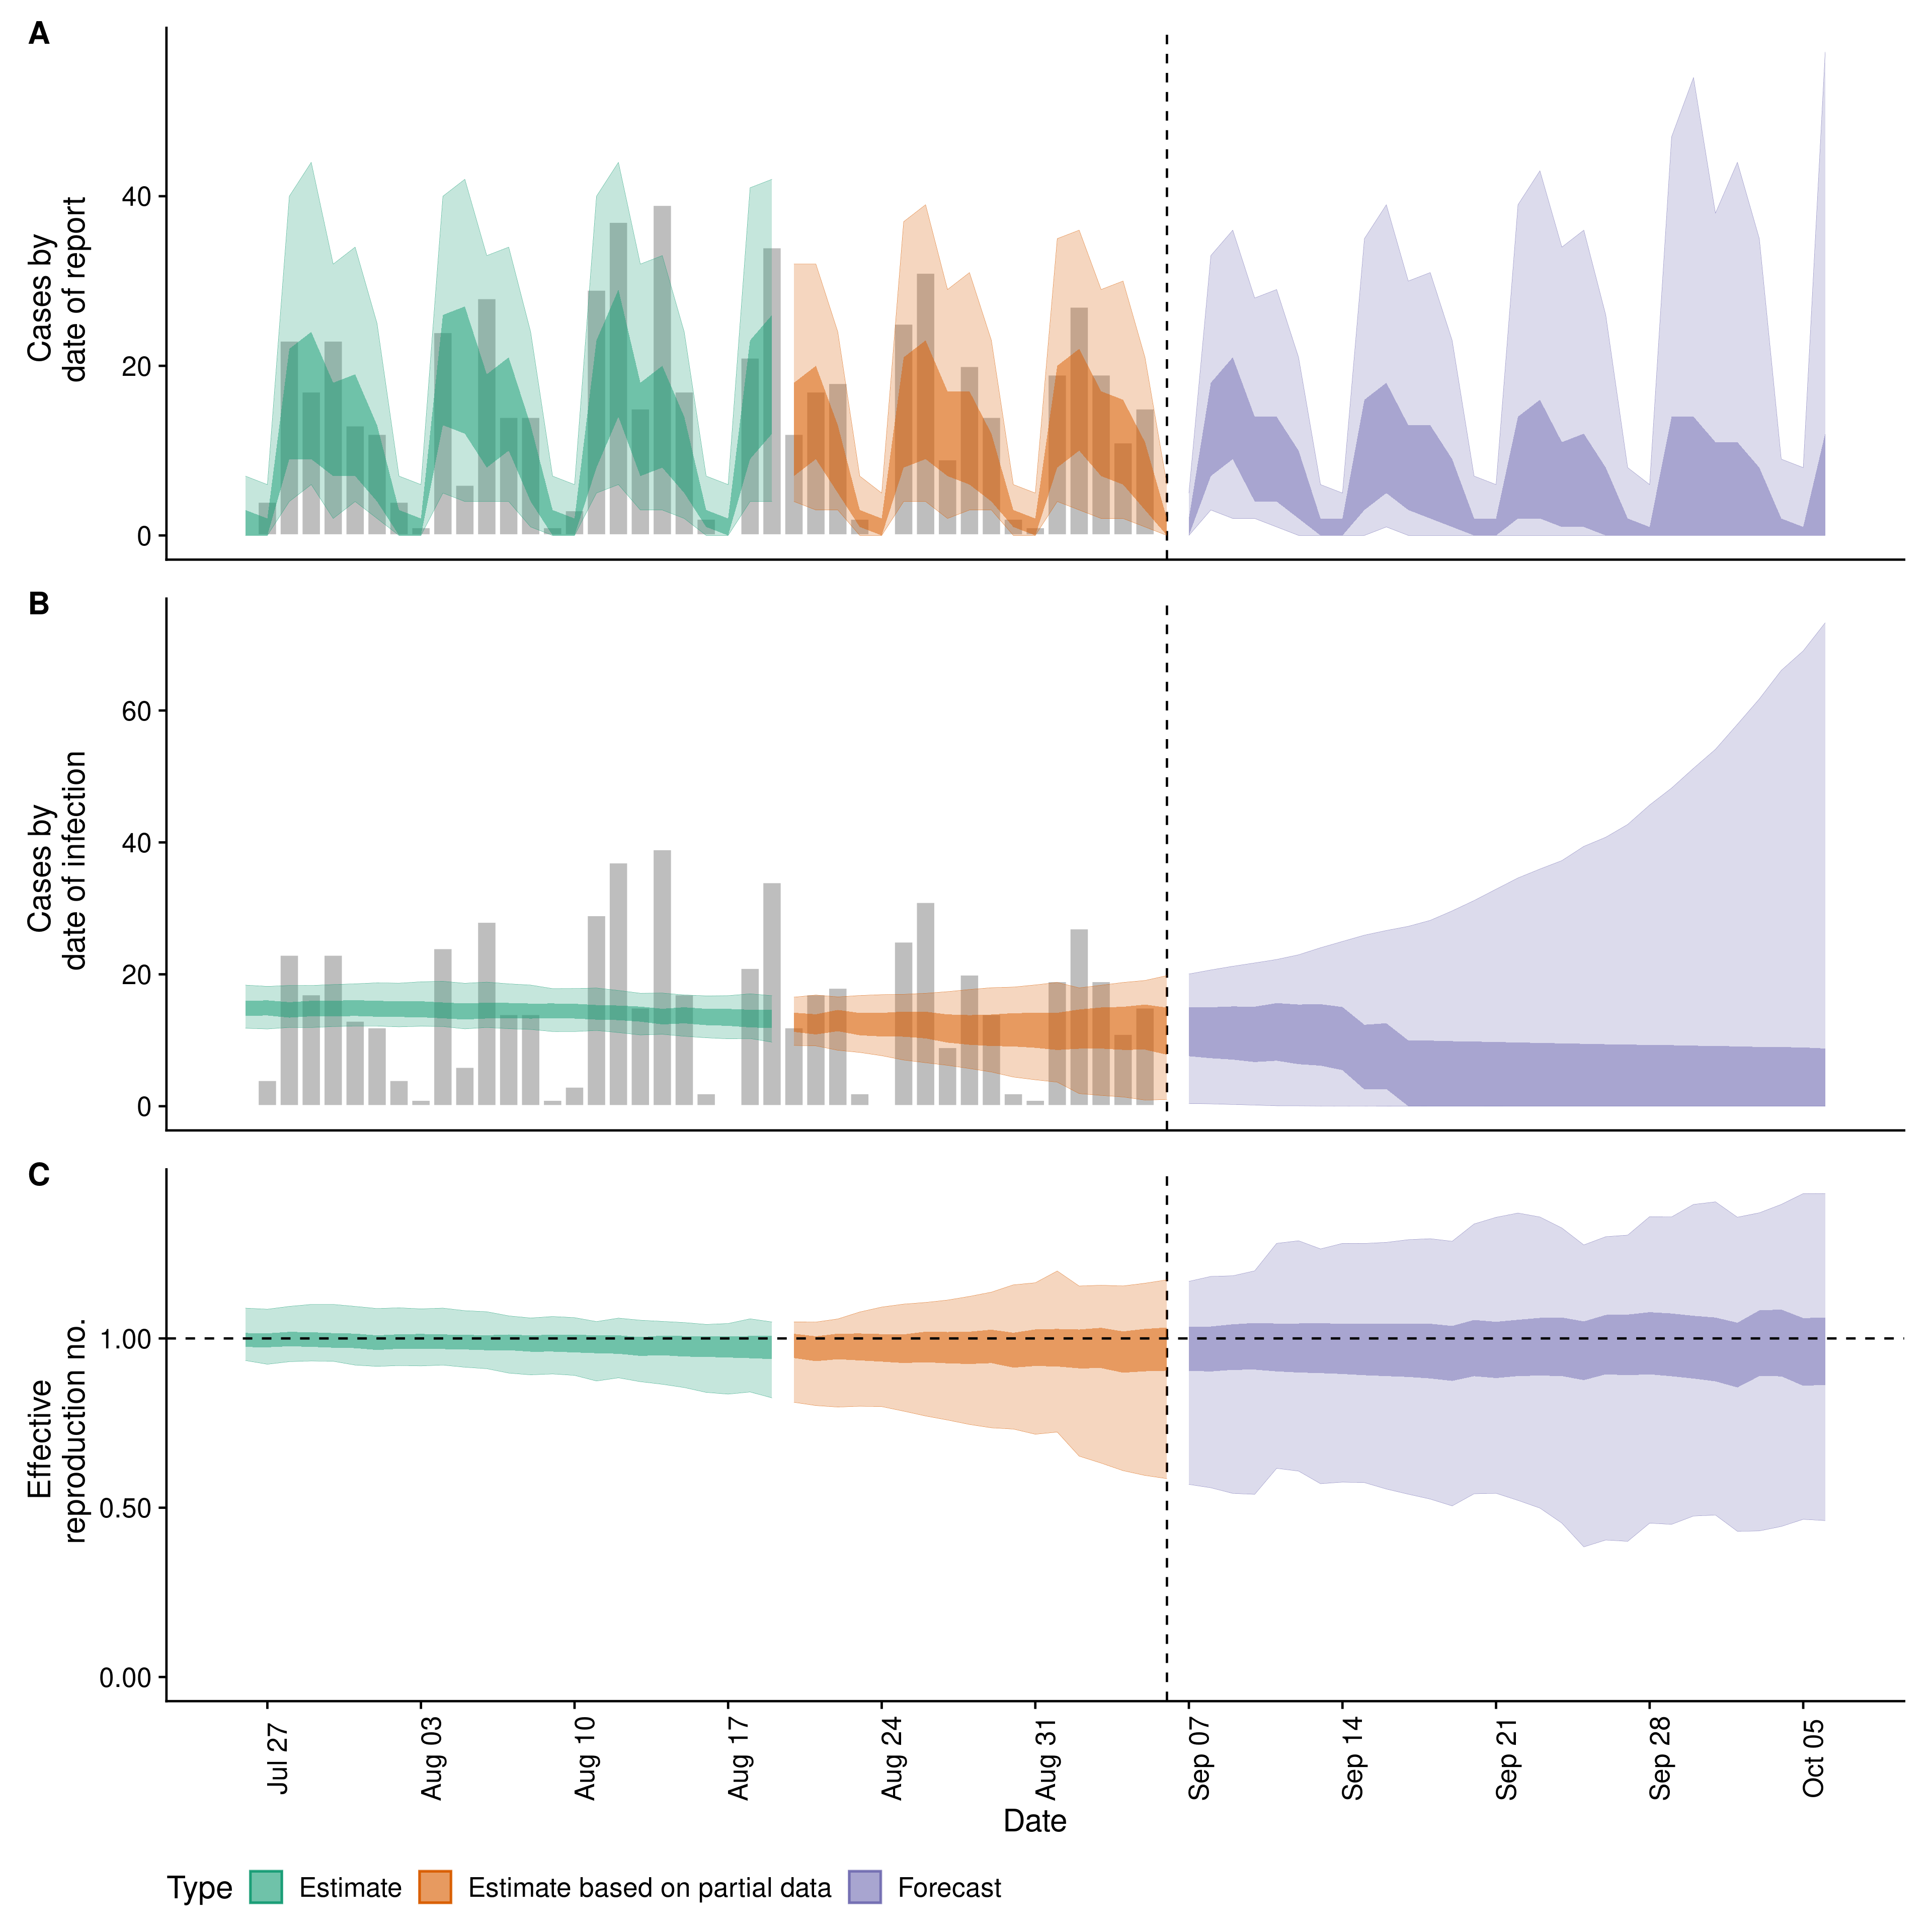 A
Cases by
date of report
40
20
0
B
Cases by
date of infection
60
40
20
0
C
Effective
reproduction no.
1.00
0.50
0.00
Jul 27
Aug 03
Aug 10
Aug 17
Aug 24
Aug 31
Sep 07
Sep 14
Sep 21
Sep 28
Oct 05
Date
Type Estimate Estimate based on partial data Forecast